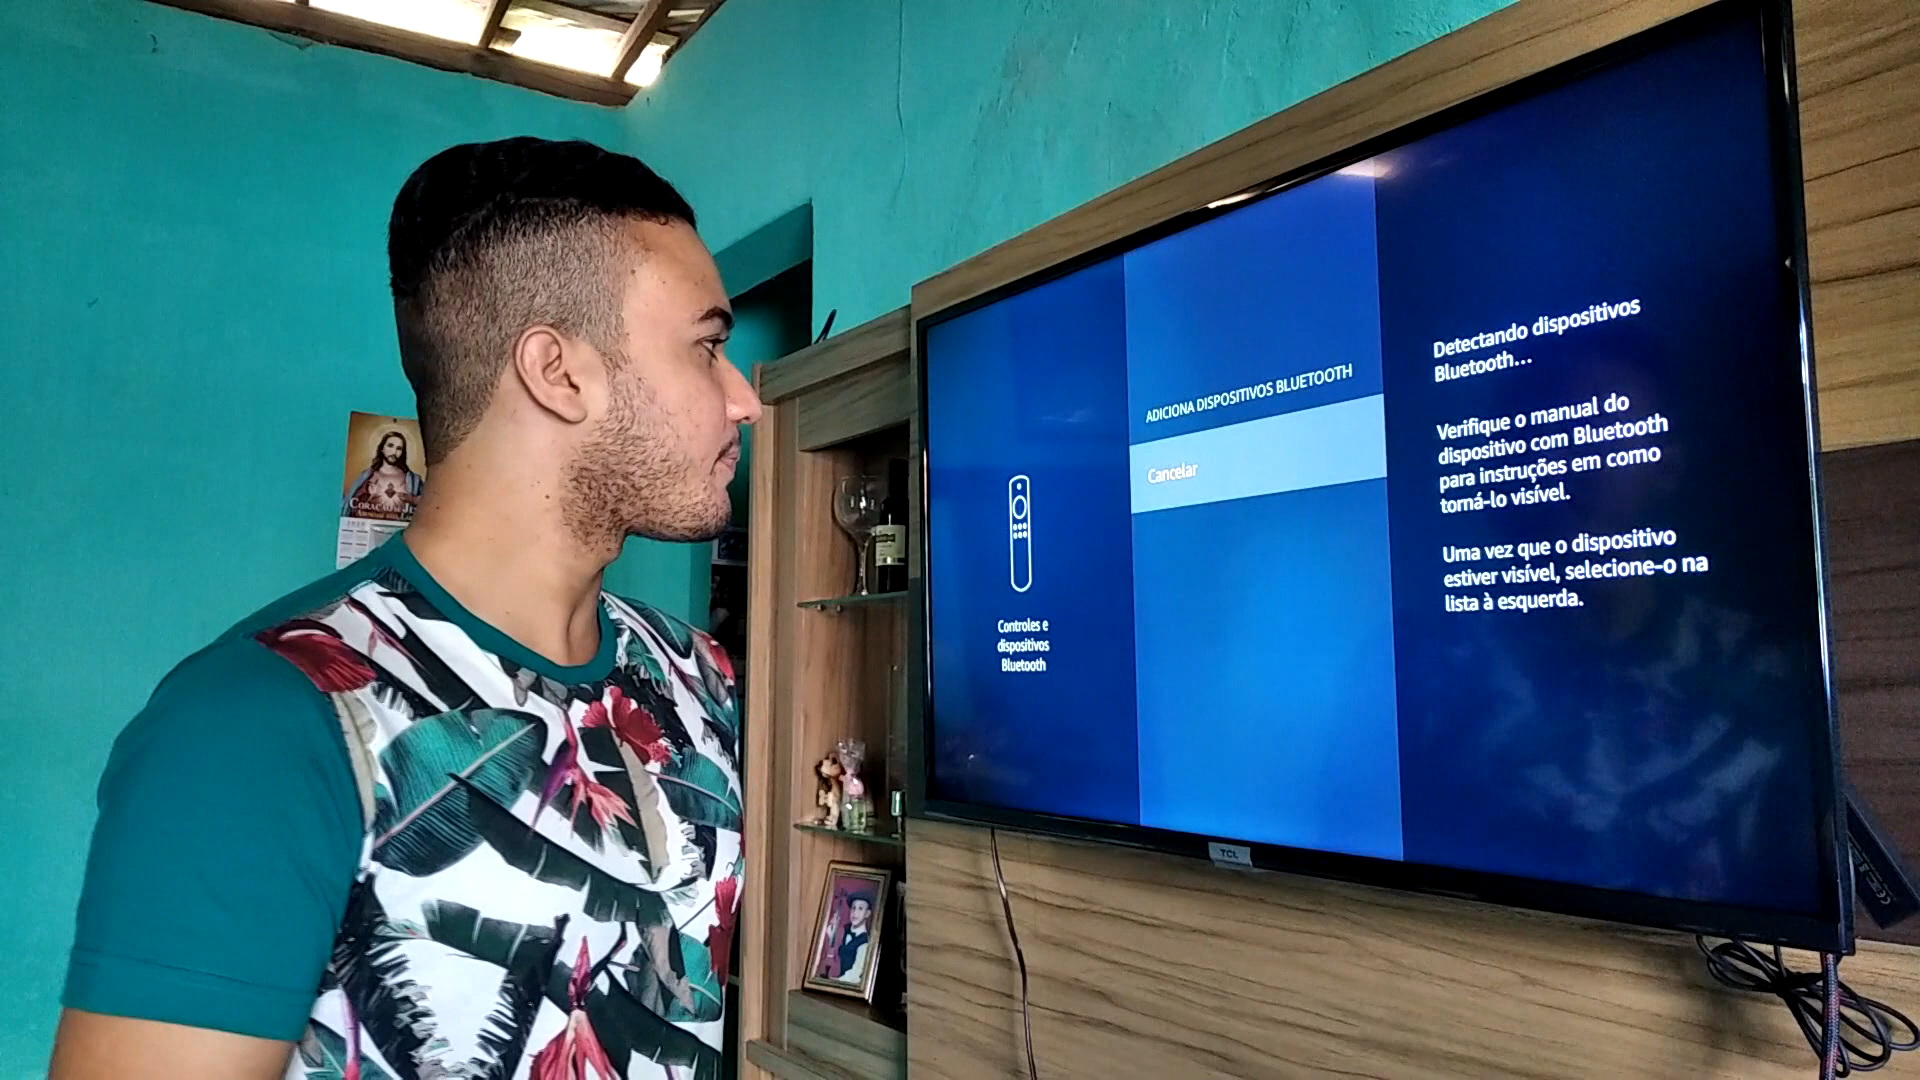 CORAÇÃO
Controles e
dispositivos
Bluetooth
ADICIONA DISPOSITIVOS BLUETOOTH
Cancelar
Detectando dispositivos
Bluetooth...
Verifique o manual do
dispositivo com Bluetooth
para instruções em como
torná-lo visível.
Uma vez que o dispositivo
estiver visível, selecione-o na
lista à esquerda.
TCL